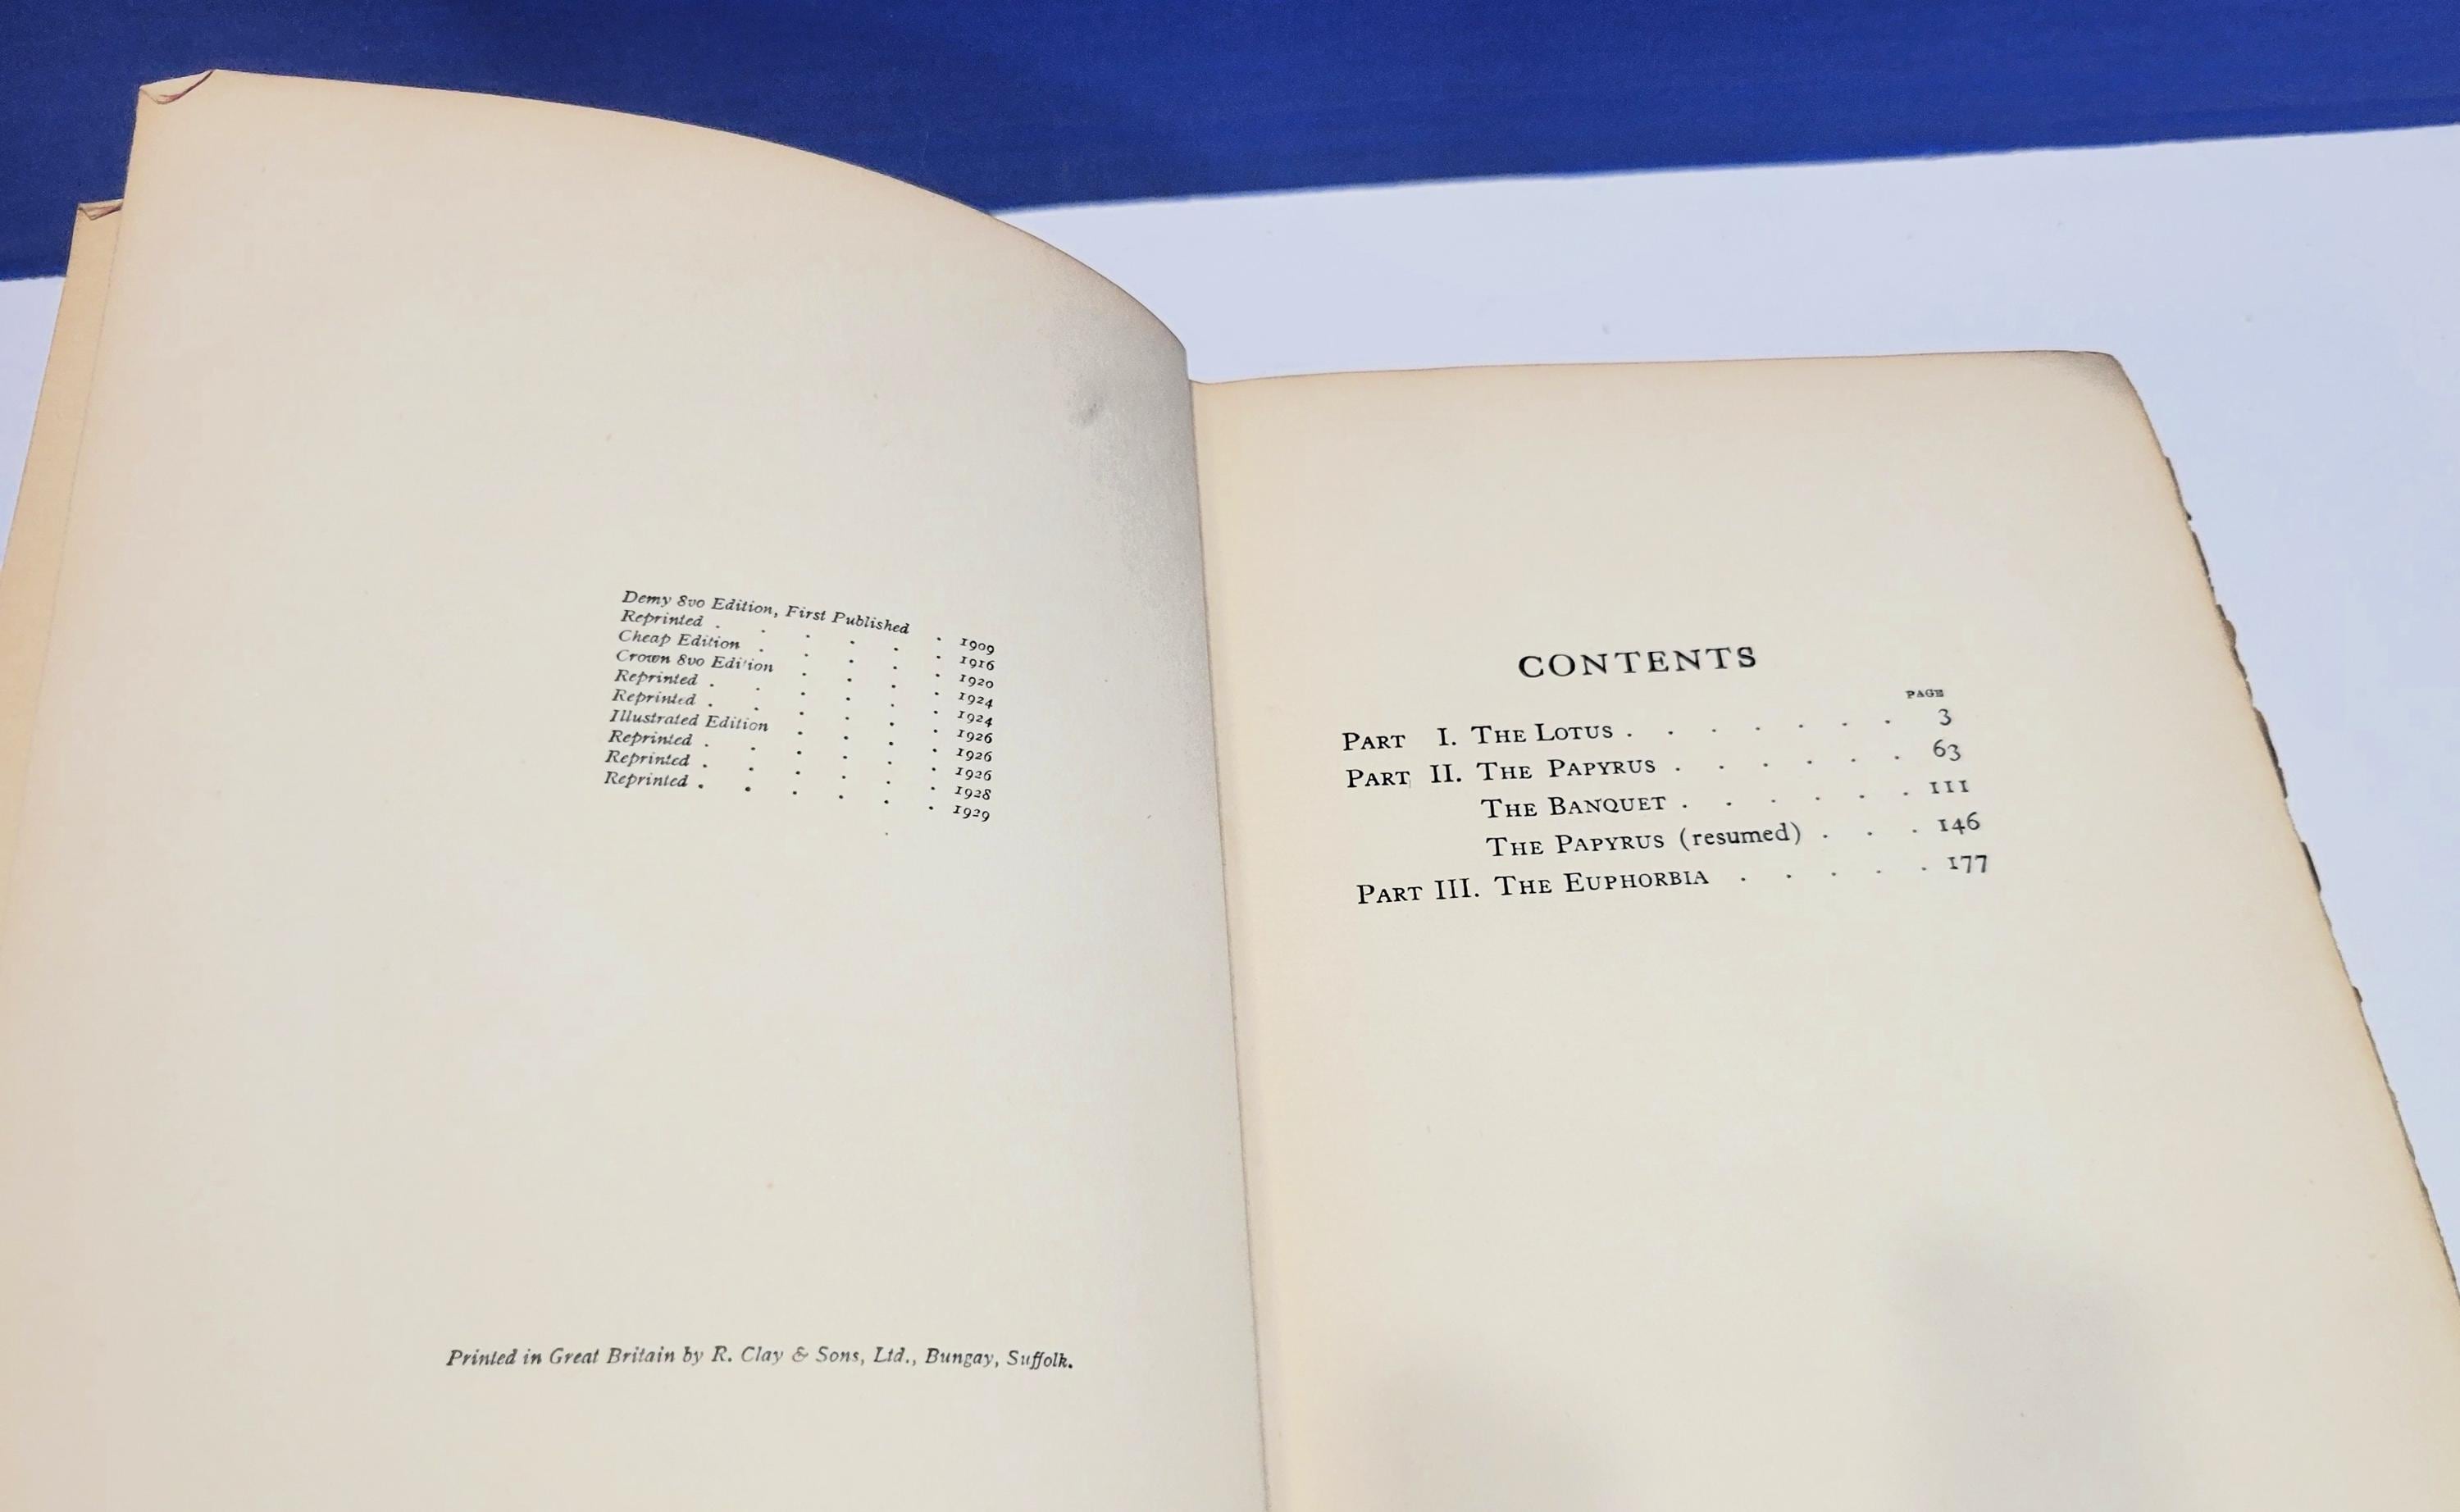 Demy 8vo Edition, First Published . 1909
Reprinted . . . . . . 1916
Cheap Edition . . . . . 1920
Crown 8vo Edition . . . . 1924
Reprinted . . . . . . 1924
Reprinted . . . . . . 1926
Illustrated Edition . . . . 1926
Reprinted . . . . . . 1926
Reprinted . . . . . . 1928
Reprinted . . . . . . 1929
Printed in Great Britain by R. Clay & Sons, Ltd., Bungay, Suffolk.
CONTENTS
PAGE
PART I. THE LOTUS . . . . . . . 3
PART II. THE PAPYRUS . . . . . . 63
THE BANQUET . . . . . . 111
THE PAPYRUS (resumed) . . . 146
PART III. THE EUPHORBIA . . . . . 177